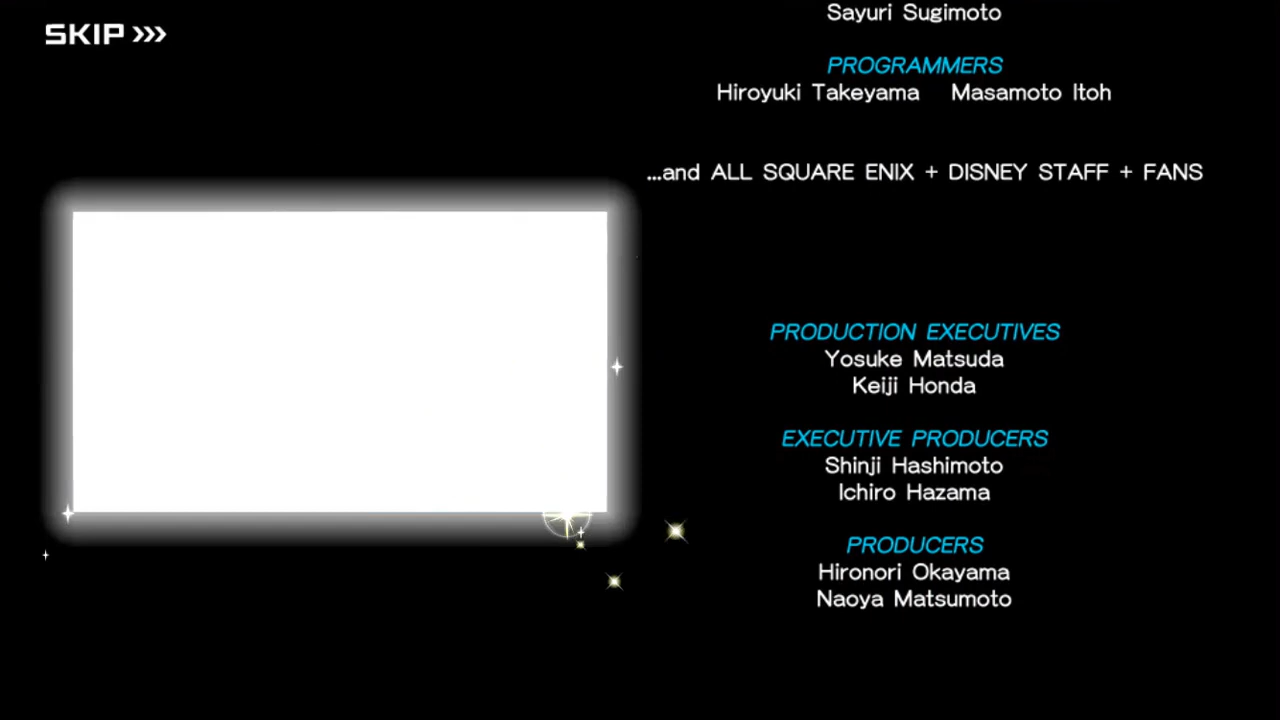 SKIP
Sayuri Sugimoto
PROGRAMMERS
Hiroyuki Takeyama Masamoto Itoh
...and ALL SQUARE ENIX + DISNEY STAFF + FANS
PRODUCTION EXECUTIVES
Yosuke Matsuda
Keiji Honda
EXECUTIVE PRODUCERS
Shinji Hashimoto
Ichiro Hazama
PRODUCERS
Hironori Okayama
Naoya Matsumoto